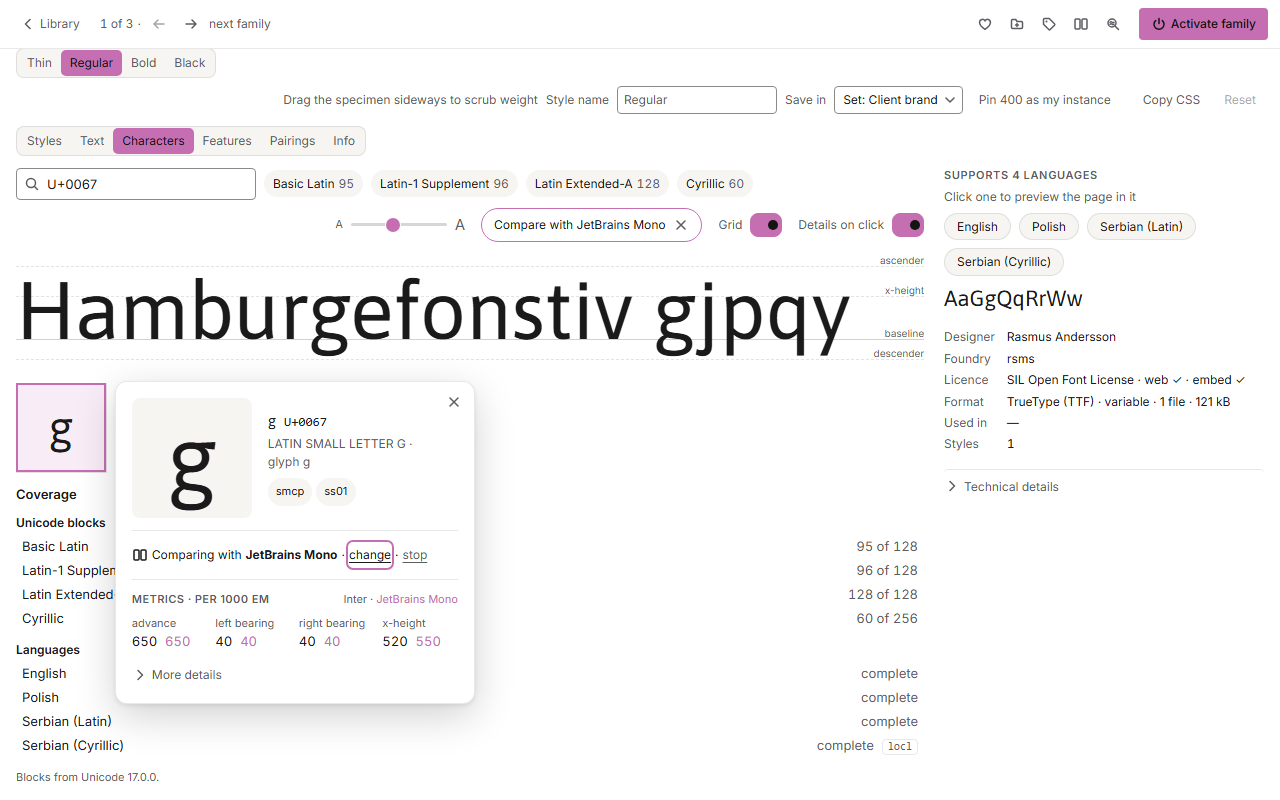 Library 1 of 3 · next family Activate family
Thin Regular Bold Black
Drag the specimen sideways to scrub weight Style name Regular Save in Set: Client brand Pin 400 as my instance Copy CSS Reset
Styles Text Characters Features Pairings Info
U+0067 Basic Latin 95 Latin-1 Supplement 96 Latin Extended-A 128 Cyrillic 60
A A Compare with JetBrains Mono Grid Details on click
ascender
x-height
Hamburgefonstiv gjpqy
baseline
descender
g
g
g U+0067
LATIN SMALL LETTER G ·
glyph g
smcp ss01
Comparing with JetBrains Mono · change · stop
METRICS · PER 1000 EM Inter · JetBrains Mono
advance left bearing right bearing x-height
650 650 40 40 40 40 520 550
More details
Coverage
Unicode blocks
Basic Latin 95 of 128
Latin-1 Supplen 96 of 128
Latin Extended 128 of 128
Cyrillic 60 of 256
Languages
English complete
Polish complete
Serbian (Latin) complete
Serbian (Cyrillic) complete locl
Blocks from Unicode 17.0.0.
SUPPORTS 4 LANGUAGES
Click one to preview the page in it
English Polish Serbian (Latin)
Serbian (Cyrillic)
AaGgQqRrWw
Designer Rasmus Andersson
Foundry rsms
Licence SIL Open Font License · web ✓ · embed ✓
Format TrueType (TTF) · variable · 1 file · 121 kB
Used in —
Styles 1
Technical details